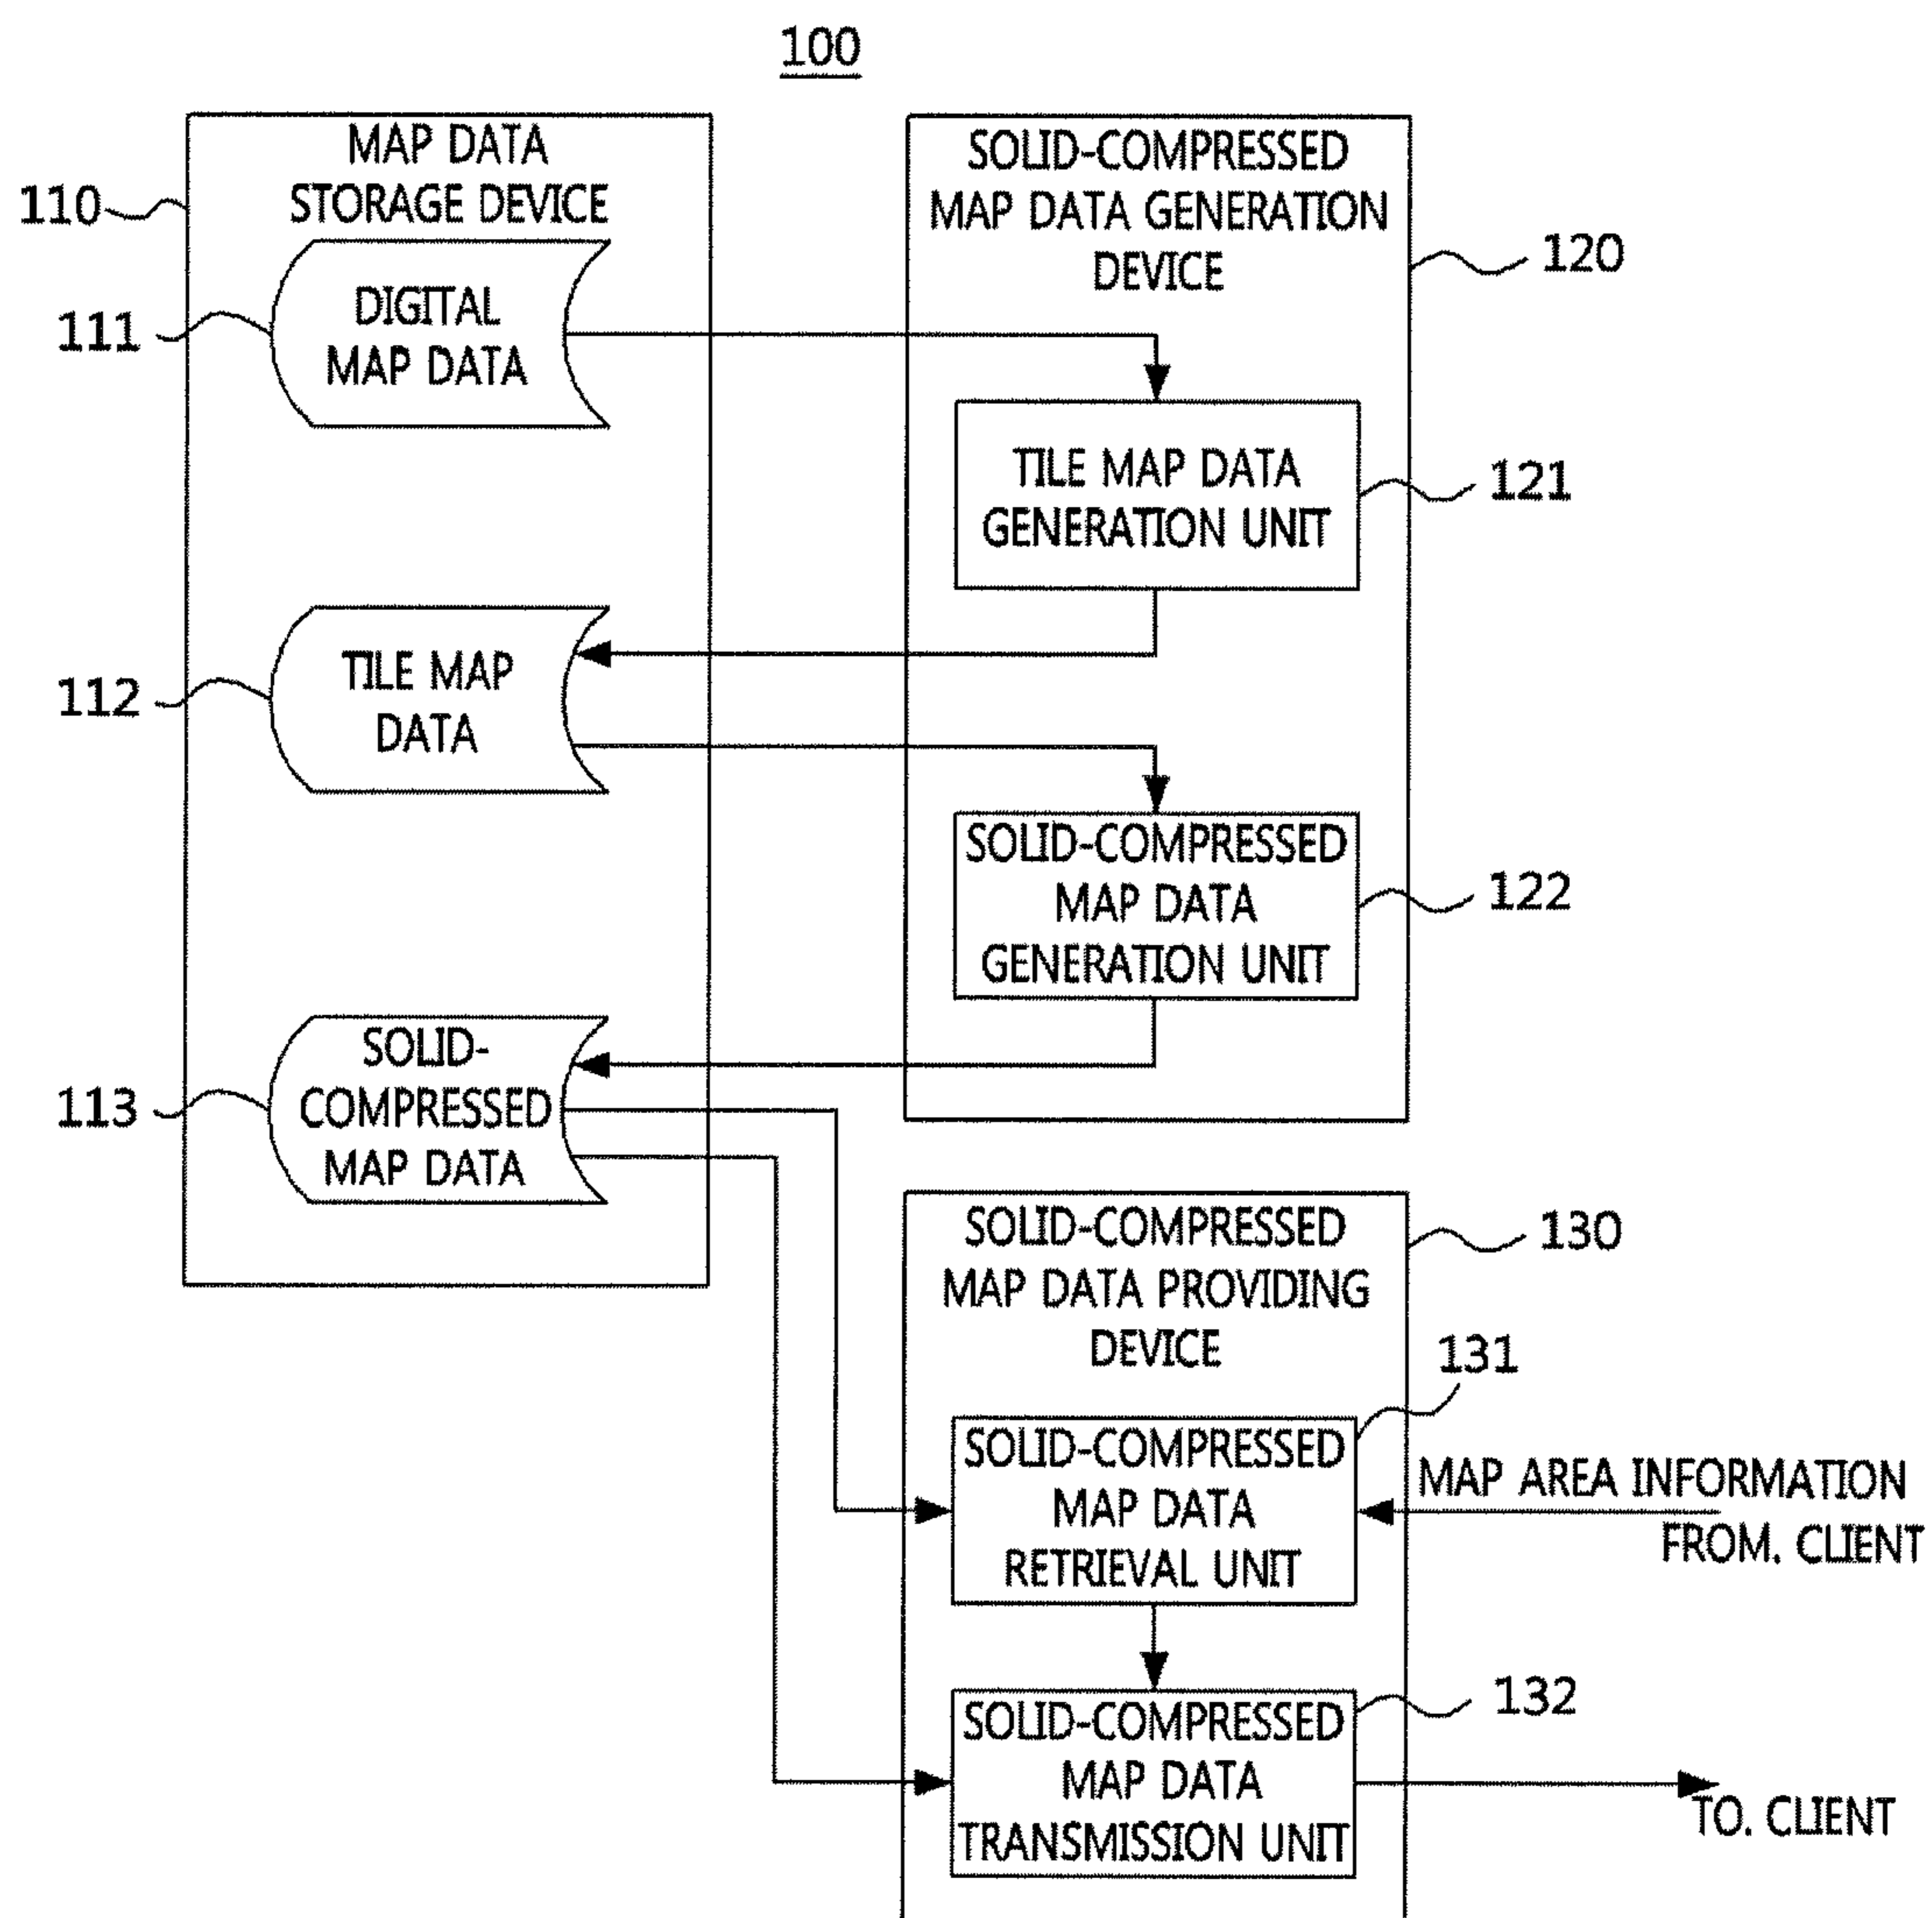 100
MAP DATA
STORAGE DEVICE
110
DIGITAL
MAP DATA
111
TILE MAP
DATA
112
SOLID-
COMPRESSED
MAP DATA
113
SOLID-COMPRESSED
MAP DATA GENERATION
DEVICE
120
TILE MAP DATA
GENERATION UNIT
121
SOLID-COMPRESSED
MAP DATA
GENERATION UNIT
122
SOLID-COMPRESSED
MAP DATA PROVIDING
DEVICE
130
131
SOLID-COMPRESSED
MAP DATA
RETRIEVAL UNIT
MAP AREA INFORMATION
FROM. CLIENT
132
SOLID-COMPRESSED
MAP DATA
TRANSMISSION UNIT
TO. CLIENT